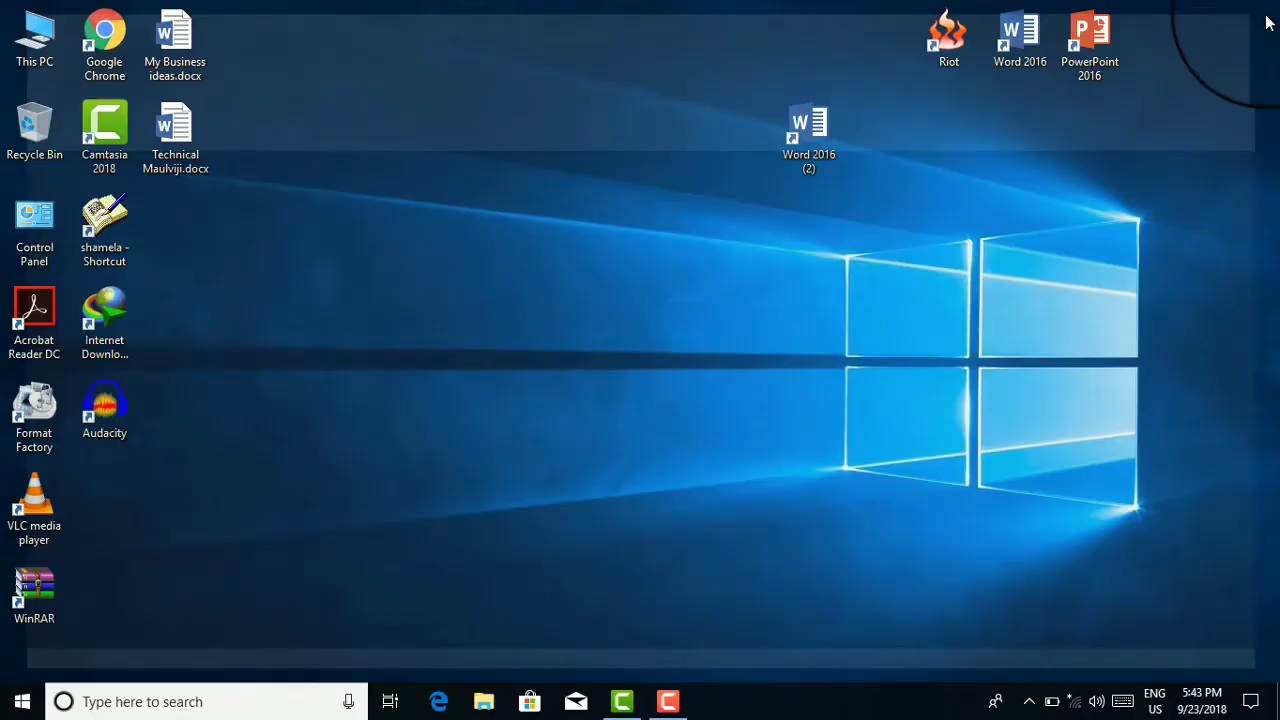 This PC
Google
Chrome
My Business
ideas.docx
Riot
Word 2016
PowerPoint
2016
Recycle Bin
Camtasia
2018
Technical
Maulviji.docx
Word 2016
(2)
Control
Panel
shamela -
Shortcut
Acrobat
Reader DC
Internet
Downlo...
Format
Factory
Audacity
VLC media
player
WinRAR
Type here to search
ENG
US
5:43 PM
9/23/2018